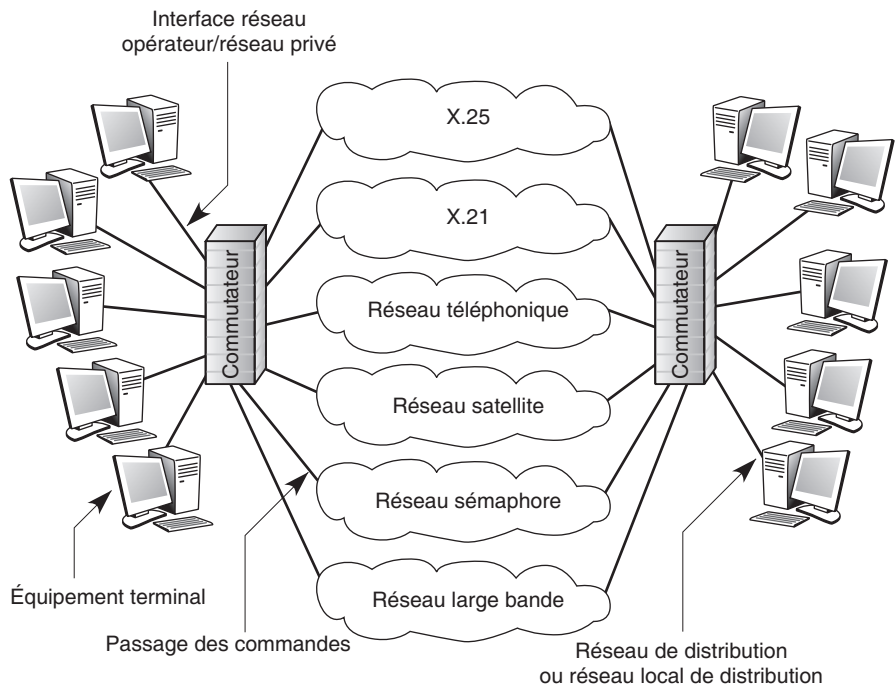 Interface réseau
opérateur/réseau privé
X.25
X.21
Réseau téléphonique
Réseau satellite
Réseau sémaphore
Réseau large bande
Commutateur
Commutateur
Équipement terminal
Passage des commandes
Réseau de distribution
ou réseau local de distribution